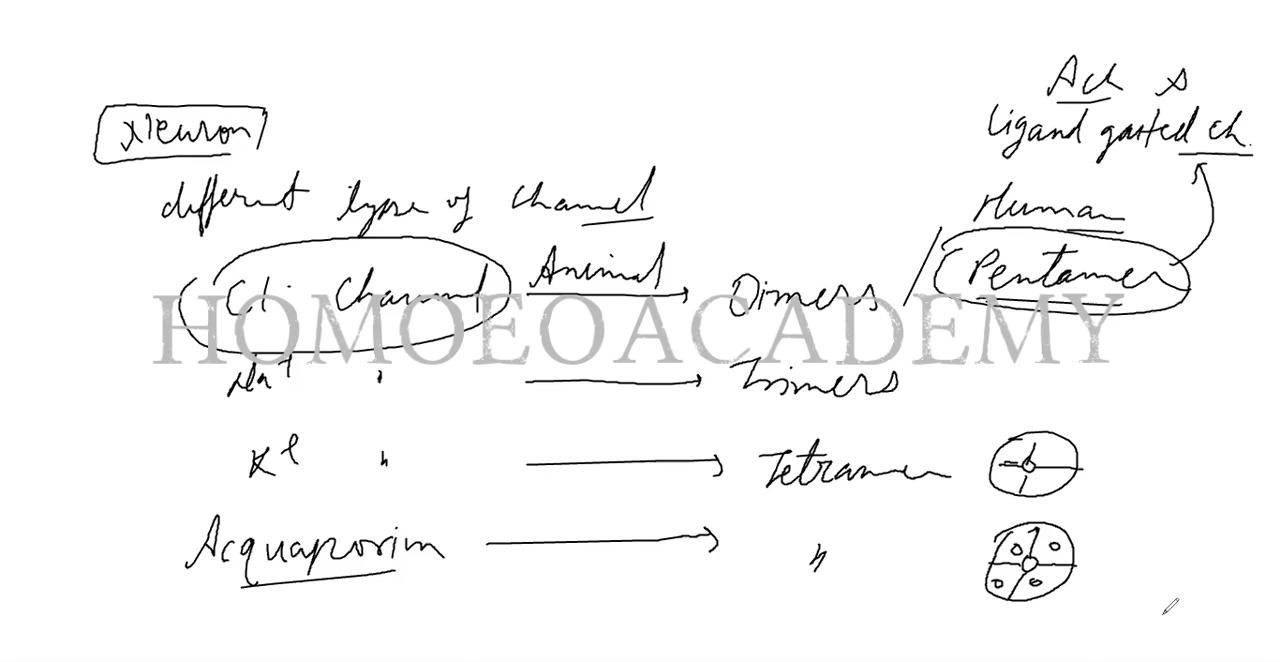 Neuron
different type of channel
Cl- Channel Animal Dimers / Pentamer
Human
Ach &
Ligand gatted ch.
HOMOEOACADEMY
Na+ " Trimers
K+ " Tetramer
Acquaporin "